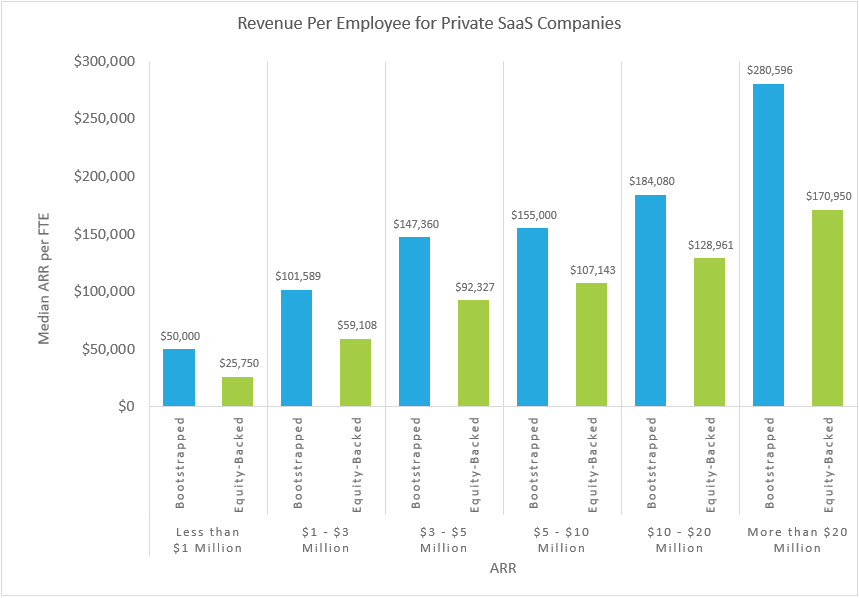 Revenue Per Employee for Private SaaS Companies
Median ARR per FTE
$300,000
$250,000
$200,000
$150,000
$100,000
$50,000
$0
$50,000
$25,750
$101,589
$59,108
$147,360
$92,327
$155,000
$107,143
$184,080
$128,961
$280,596
$170,950
Bootstrapped
Equity-Backed
Bootstrapped
Equity-Backed
Bootstrapped
Equity-Backed
Bootstrapped
Equity-Backed
Bootstrapped
Equity-Backed
Bootstrapped
Equity-Backed
Less than
$1 Million
$1 - $3
Million
$3 - $5
Million
$5 - $10
Million
$10 - $20
Million
More than $20
Million
ARR